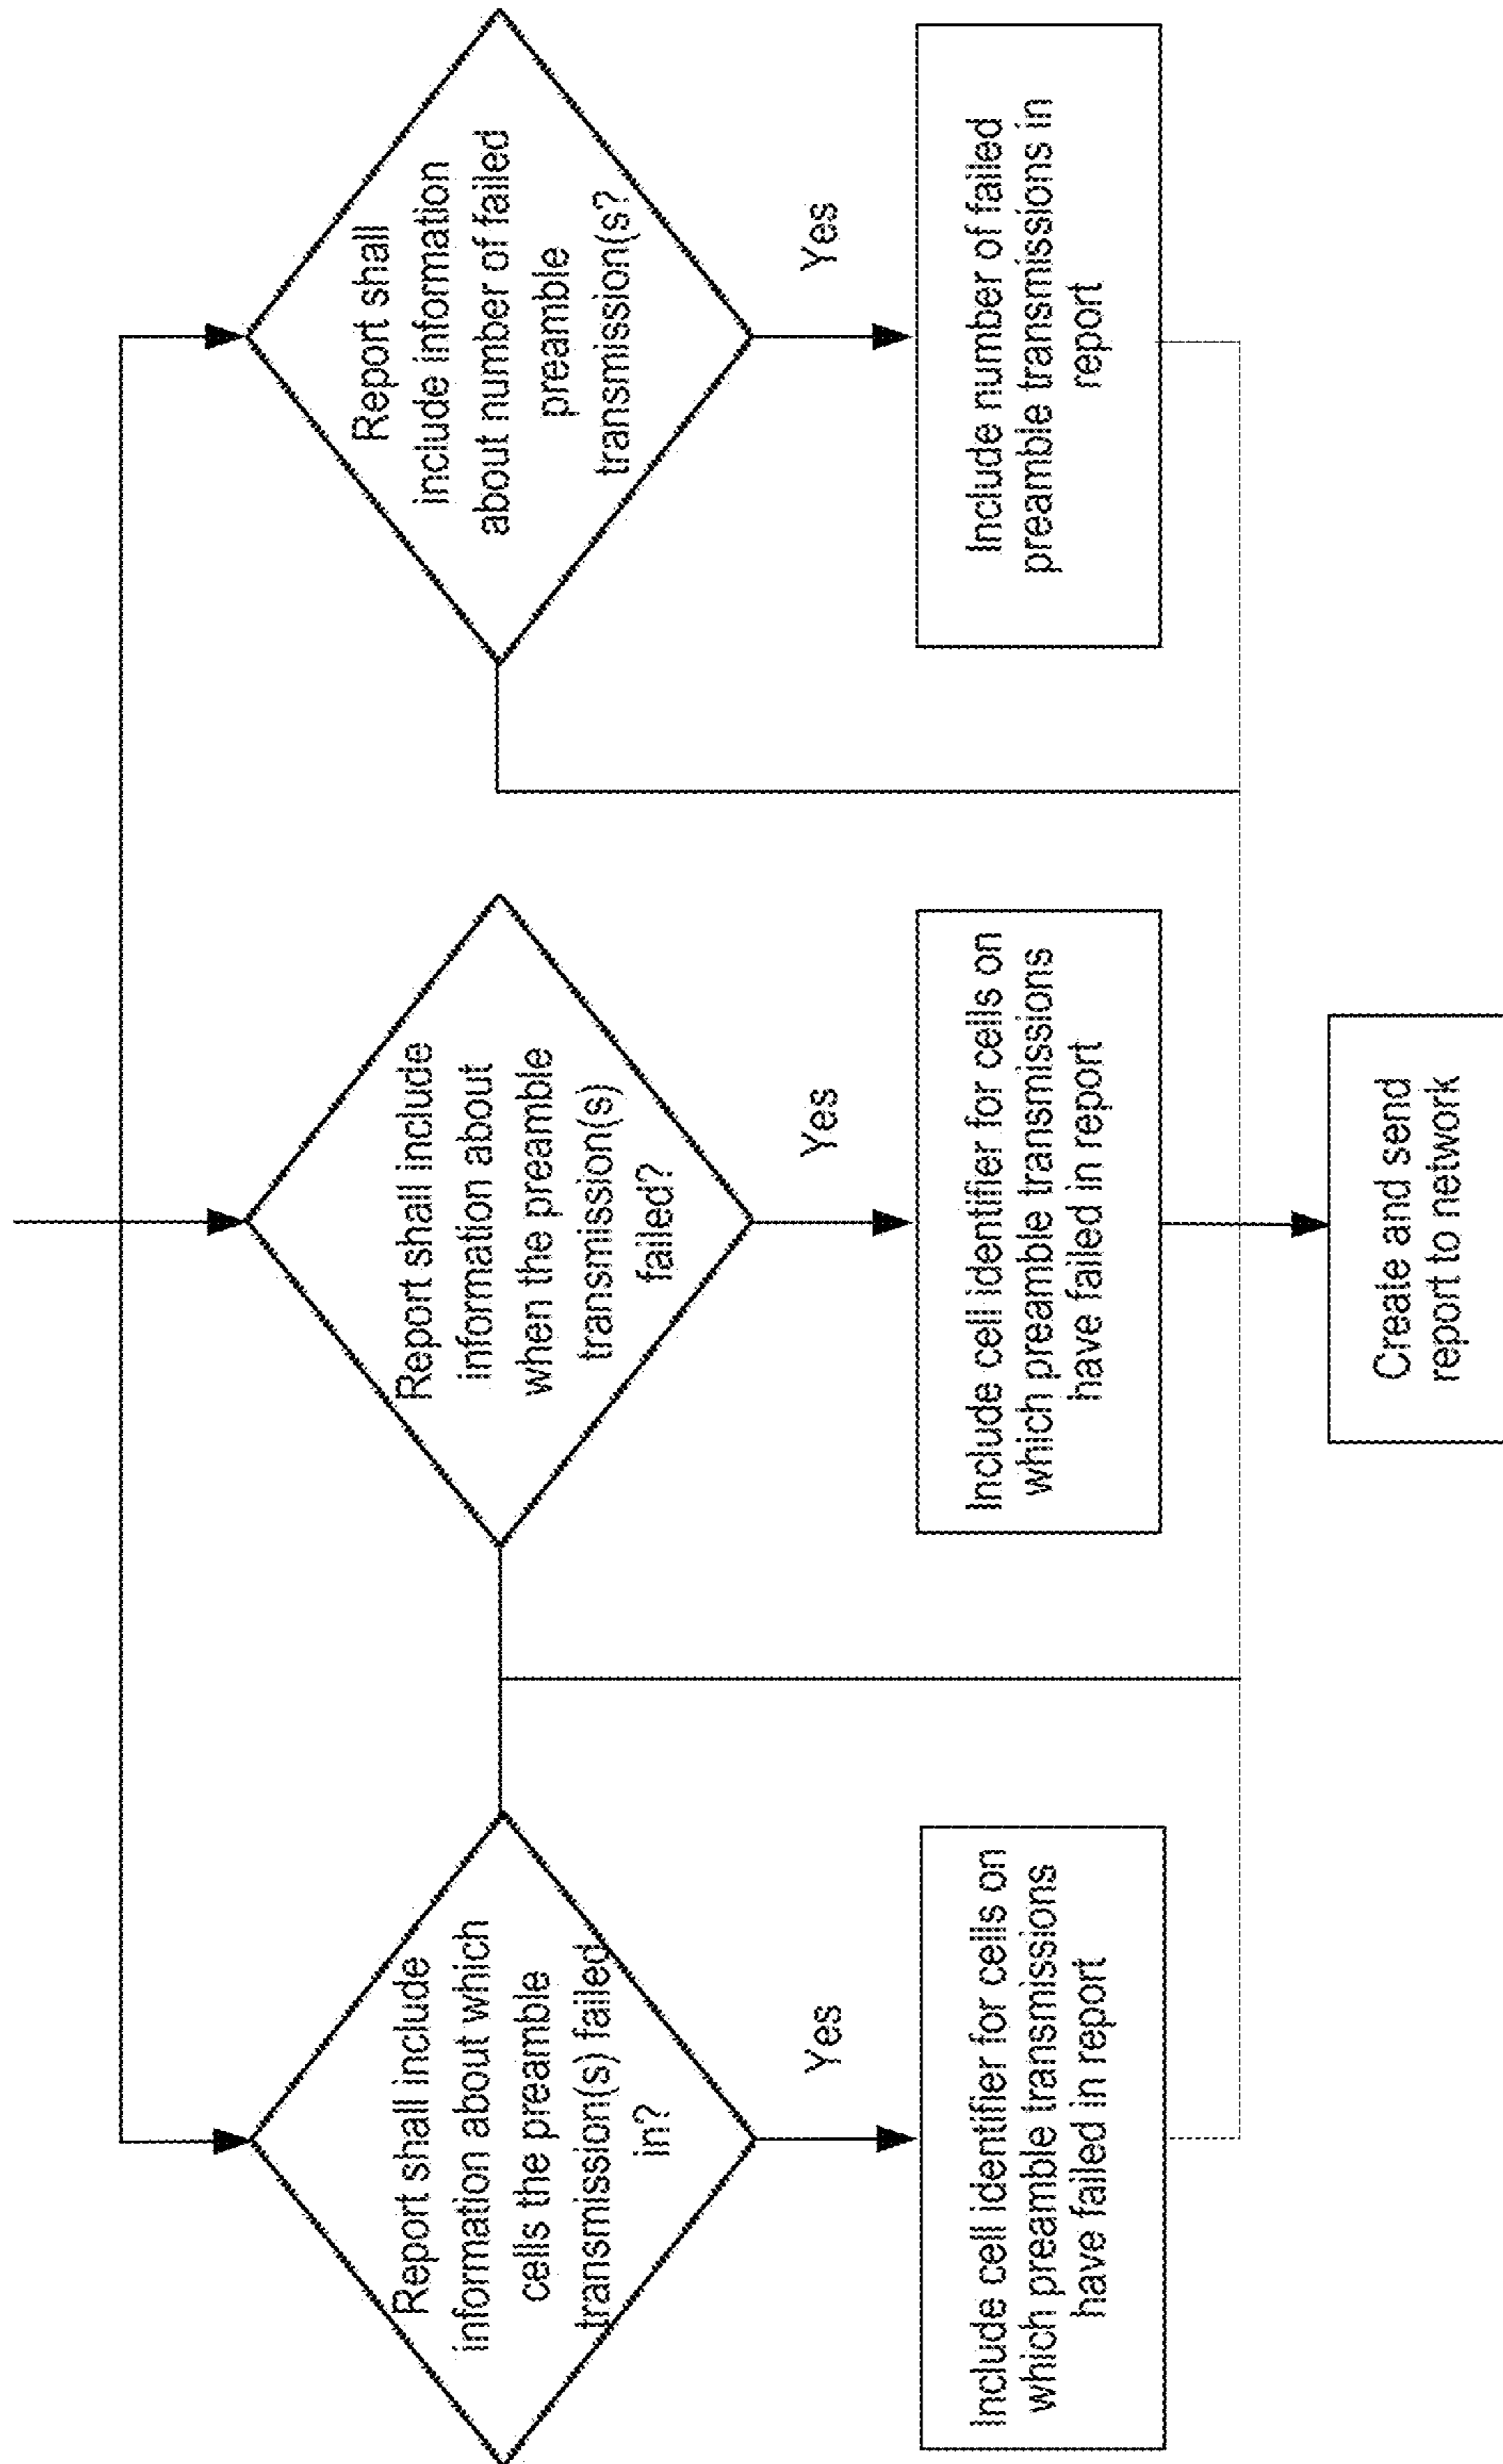 Report shall include
information about which
cells the preamble
transmission(s) failed
in?
Yes
Include cell identifier for cells on
which preamble transmissions
have failed in report
Report shall include
information about
when the preamble
transmission(s)
failed?
Yes
Include cell identifier for cells on
which preamble transmissions
have failed in report
Report shall
include information
about number of failed
preamble
transmission(s?
Yes
Include number of failed
preamble transmissions in
report
Create and send
report to network